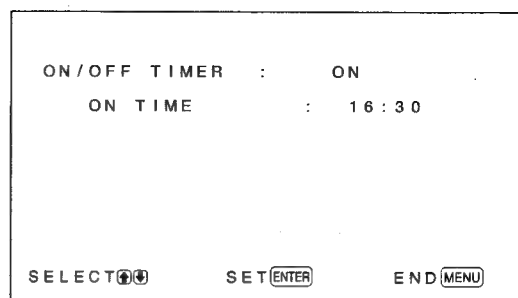 ON/OFF TIMER : ON
ON TIME : 16:30
SELECT⬆⬇ SET ENTER END MENU